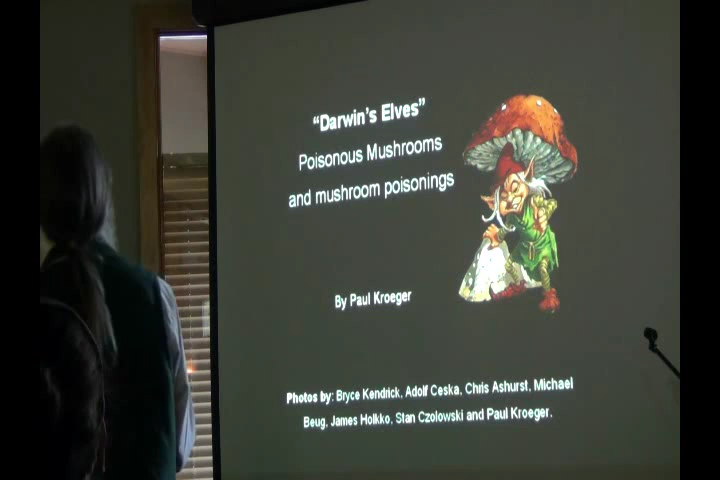 “Darwin's Elves”
Poisonous Mushrooms
and mushroom poisonings
By Paul Kroeger
Photos by: Bryce Kendrick, Adolf Ceska, Chris Ashurst, Michael
Beug, James Holkko, Stan Czolowski and Paul Kroeger.